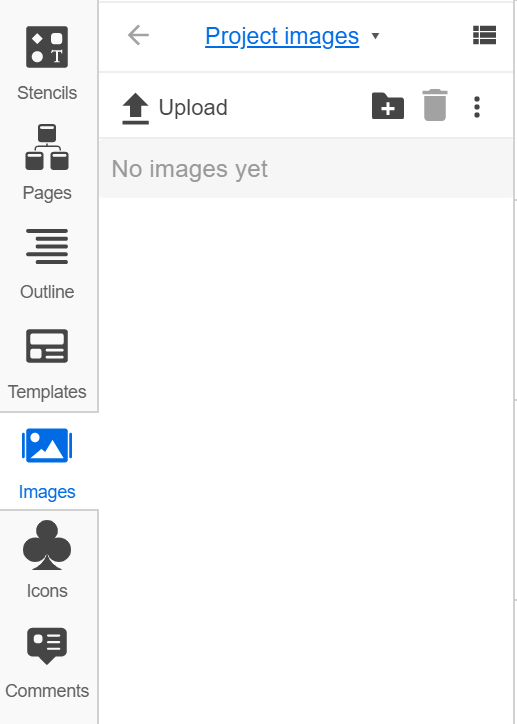 Stencils
Pages
Outline
Templates
Images
Icons
Comments
Project images
Upload
No images yet